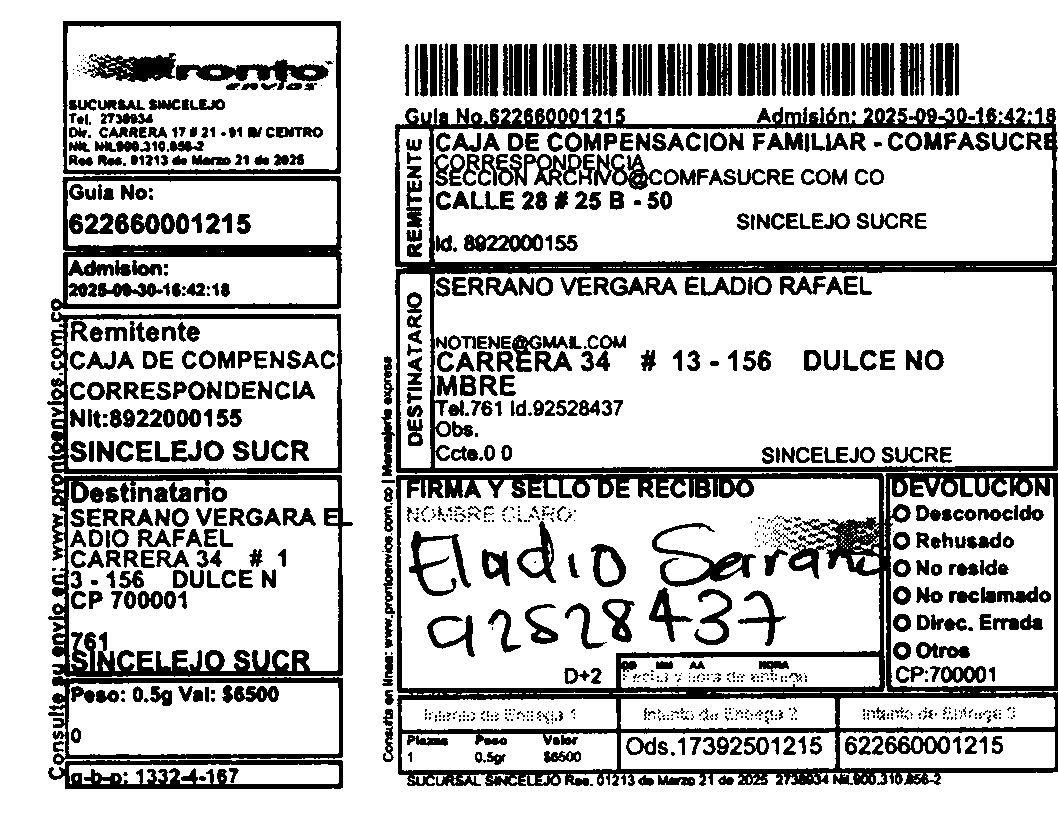 Pronto
envios
SUCURSAL SINCELEJO
Tel. 2738934
Dir. CARRERA 17 # 21 - 91 B/ CENTRO
Nit. Nit.900.310.856-2
Res Res. 01213 de Marzo 21 de 2025
Guia No:
622660001215
Admision:
2025-09-30-16:42:18
Remitente
CAJA DE COMPENSAC
CORRESPONDENCIA
Nit:8922000155
SINCELEJO SUCR
Destinatario
SERRANO VERGARA EL
ADIO RAFAEL
CARRERA 34 # 1
3 - 156 DULCE N
CP 700001
761
SINCELEJO SUCR
Peso: 0.5g Val: $6500
0
g-b-p: 1332-4-167
Consulte su envio en: www.prontoenvios.com.co
Guia No.622660001215 Admisión: 2025-09-30-16:42:18
REMITENTE
CAJA DE COMPENSACION FAMILIAR - COMFASUCRE
CORRESPONDENCIA
SECCION ARCHIVO@COMFASUCRE COM CO
CALLE 28 # 25 B - 50
SINCELEJO SUCRE
Id. 8922000155
DESTINATARIO
SERRANO VERGARA ELADIO RAFAEL
NOTIENE@GMAIL.COM
CARRERA 34 # 13 - 156 DULCE NO
MBRE
Tel.761 Id.92528437
Obs.
Ccte.0 0
SINCELEJO SUCRE
Consulta en linea: www.prontoenvios.com.co | Mensajeria express
FIRMA Y SELLO DE RECIBIDO
NOMBRE CLARO:
Eladio Serrano
92528437
D+2
DD MM AA HORA
Fecha y hora de entrega
DEVOLUCION
Desconocido
Rehusado
No reside
No reclamado
Direc. Errada
Otros
CP:700001
Intento de Entrega 1
Intento de Entrega 2
Intento de Entrega 3
Piezas Peso Valor
1 0.5gr $6500
Ods.17392501215
622660001215
SUCURSAL SINCELEJO Res. 01213 de Marzo 21 de 2025 2738934 Nit.900.310.856-2